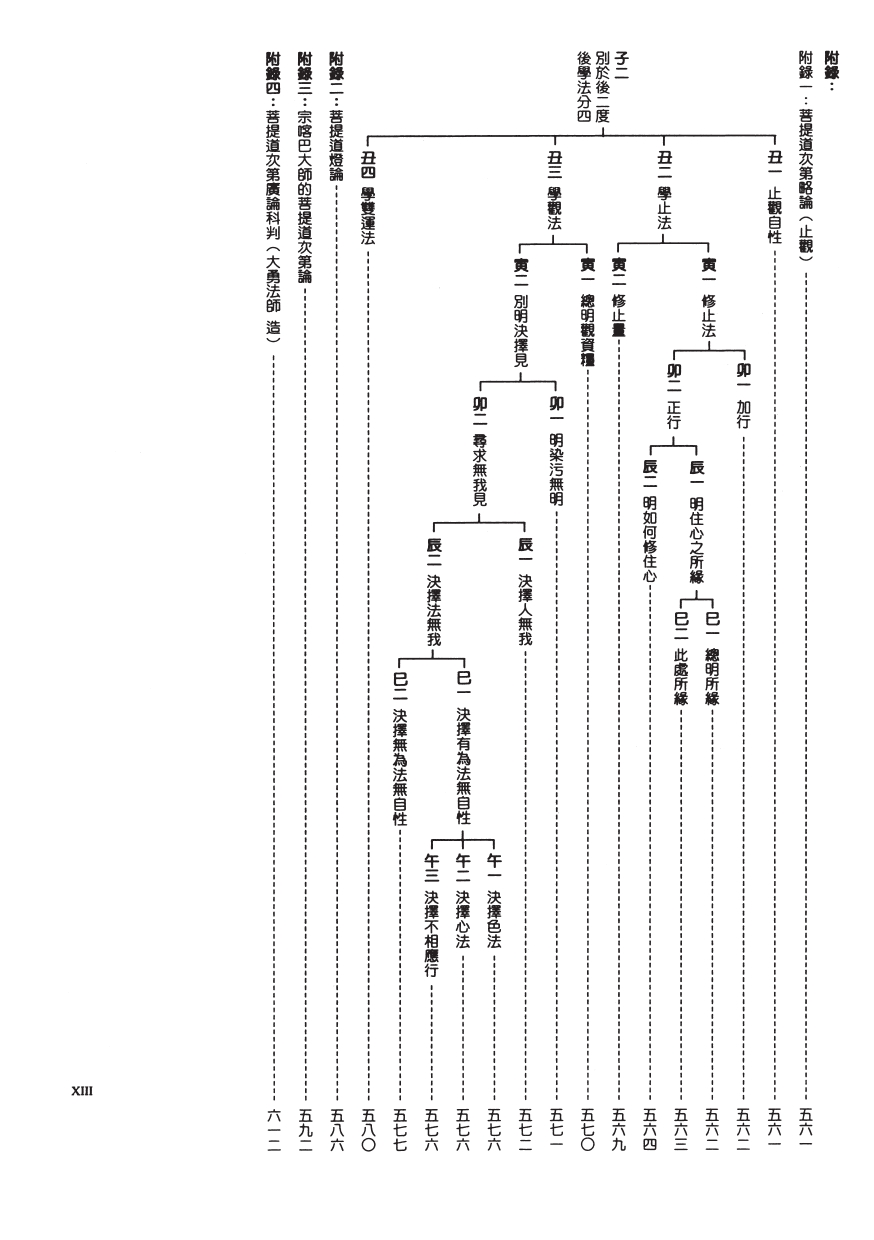 附錄：
附錄一：菩提道次第略論（止觀） 五六一
子二
別於後二度
後學法分四
丑一 止觀自性 五六一
丑二 學止法
寅一 修止法
卯一 加行 五六二
卯二 正行
辰一 明住心之所緣
巳一 總明所緣 五六二
巳二 此處所緣 五六三
辰二 明如何修住心 五六四
寅二 修止量 五六九
丑三 學觀法
寅一 總明觀資糧 五七〇
寅二 別明決擇見
卯一 明染污無明 五七一
卯二 尋求無我見
辰一 決擇人無我 五七二
辰二 決擇法無我
巳一 決擇有為法無自性
午一 決擇色法 五七六
午二 決擇心法 五七六
午三 決擇不相應行 五七六
巳二 決擇無為法無自性 五七七
丑四 學雙運法 五八〇
附錄二：菩提道燈論 五八六
附錄三：宗喀巴大師的菩提道次第論 五九二
附錄四：菩提道次第廣論科判（大勇法師 造） 六一二
XIII